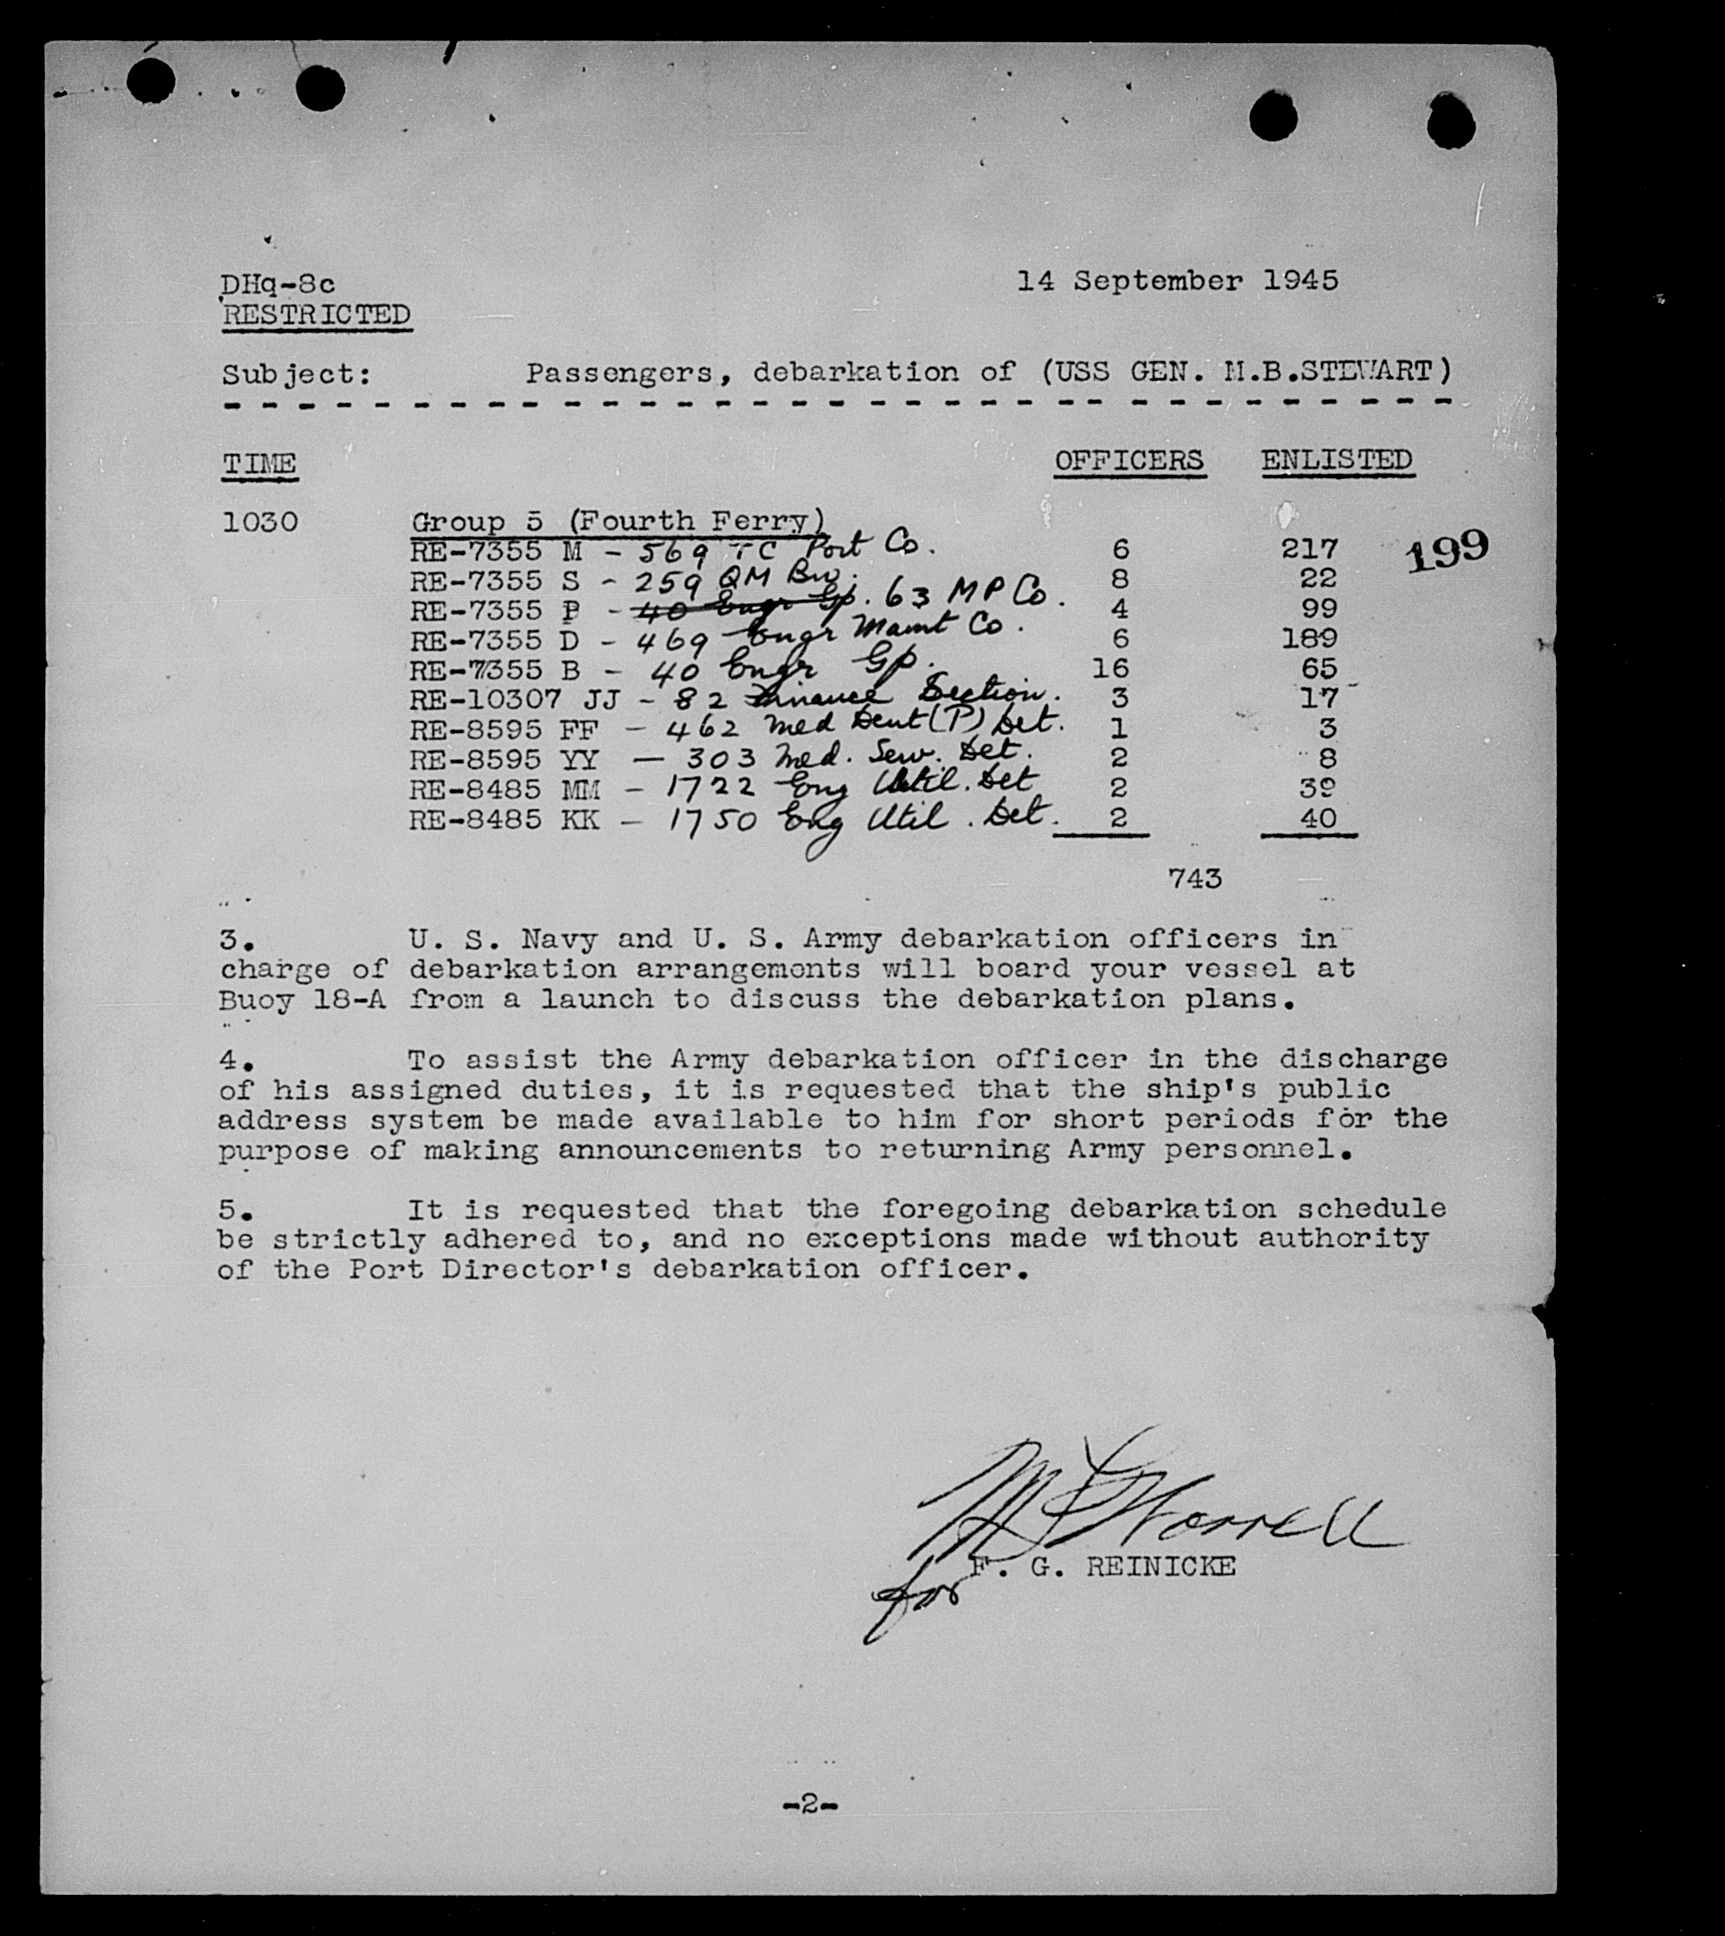 DHq-8c 14 September 1945
RESTRICTED
Subject: Passengers, debarkation of (USS GEN. M.B.STEWART)
TIME OFFICERS ENLISTED
1030 Group 5 (Fourth Ferry)
RE-7355 M - 569 TC Port Co. 6 217 199
RE-7355 S - 259 QM Bn. 8 22
RE-7355 P - 40 Engr Gp. 63 MP Co. 4 99
RE-7355 D - 469 Engr Maint Co. 6 189
RE-7355 B - 40 Engr Gp. 16 65
RE-10307 JJ - 82 Finance Section. 3 17
RE-8595 FF - 462 Med Dent (P) Det. 1 3
RE-8595 YY - 303 Med. Serv. Det. 2 8
RE-8485 MM - 1722 Eng Util. Det 2 39
RE-8485 KK - 1750 Eng Util. Det. 2 40
743
3. U. S. Navy and U. S. Army debarkation officers in
charge of debarkation arrangements will board your vessel at
Buoy 18-A from a launch to discuss the debarkation plans.
4. To assist the Army debarkation officer in the discharge
of his assigned duties, it is requested that the ship's public
address system be made available to him for short periods for the
purpose of making announcements to returning Army personnel.
5. It is requested that the foregoing debarkation schedule
be strictly adhered to, and no exceptions made without authority
of the Port Director's debarkation officer.
for F. G. REINICKE
-2-